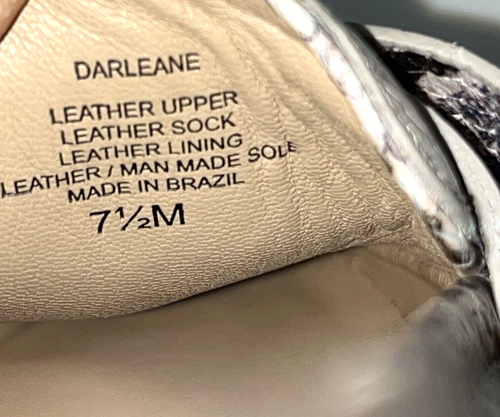 DARLEANE
LEATHER UPPER
LEATHER SOCK
LEATHER LINING
LEATHER / MAN MADE SOLE
MADE IN BRAZIL
7½M